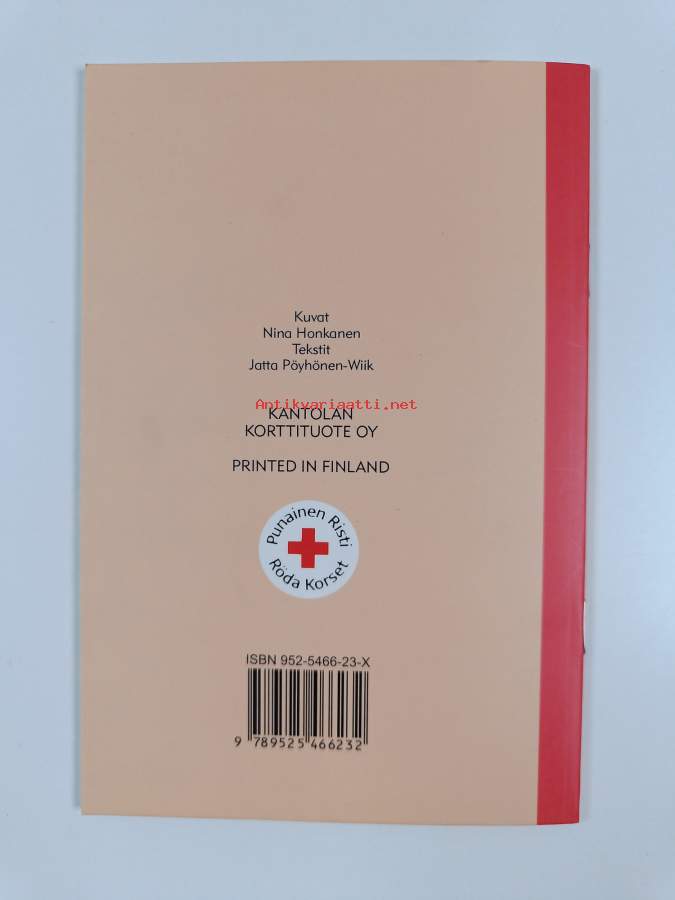 Kuvat
Nina Honkanen
Tekstit
Jatta Pöyhönen-Wiik
Antikvariaatti.net
KANTOLAN
KORTTITUOTE OY
PRINTED IN FINLAND
Punainen Risti
Röda Korset
ISBN 952-5466-23-X
9 789525 466232